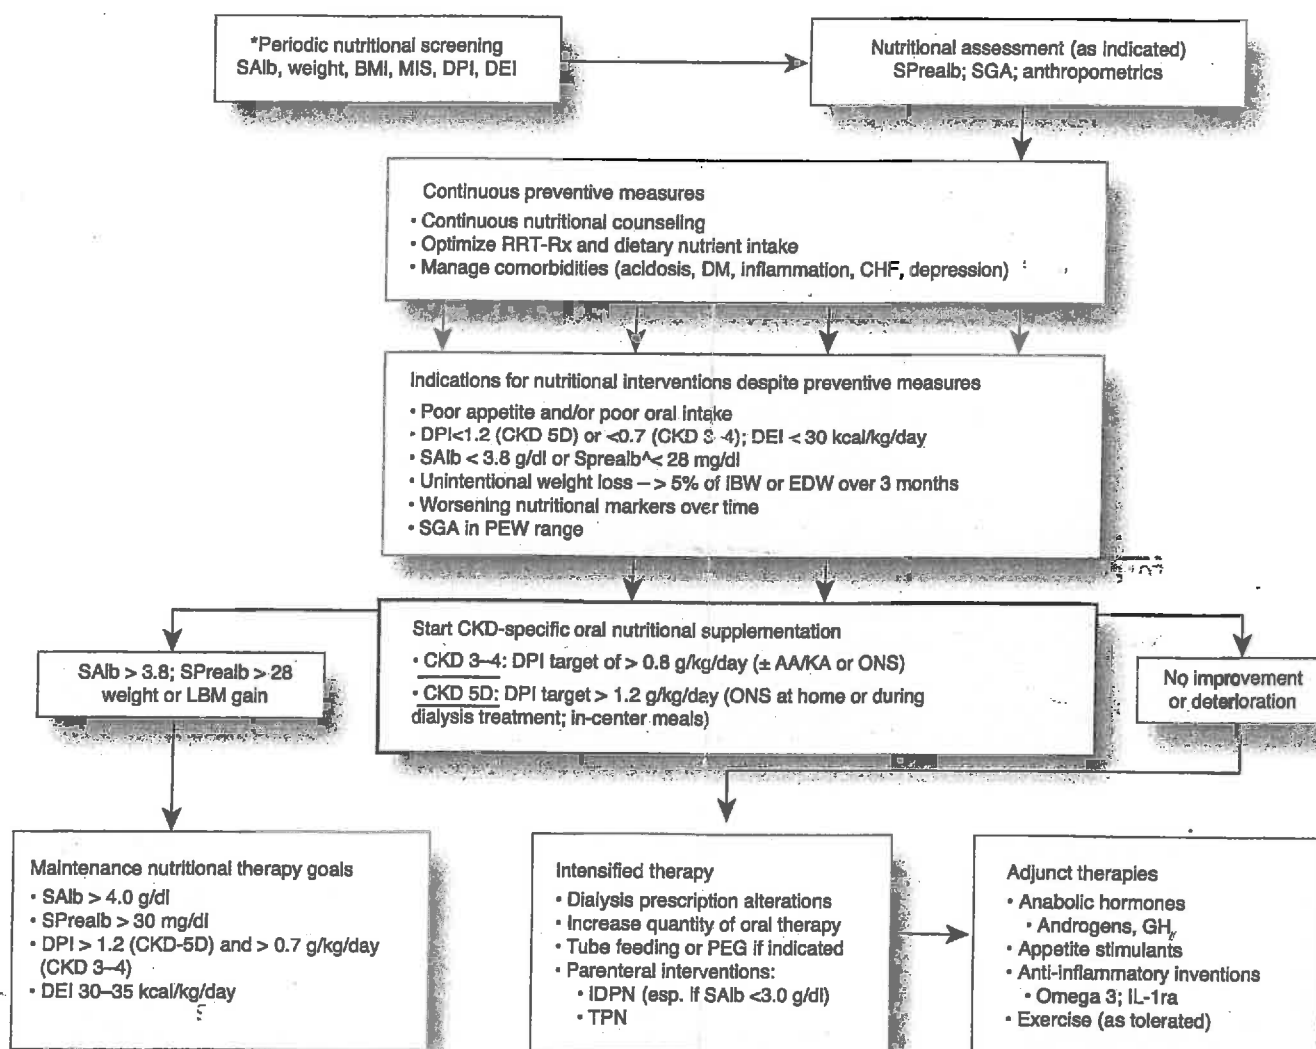 *Periodic nutritional screening
SAlb, weight, BMI, MIS, DPI, DEI
Nutritional assessment (as indicated)
SPrealb; SGA; anthropometrics
Continuous preventive measures
• Continuous nutritional counseling
• Optimize RRT-Rx and dietary nutrient intake
• Manage comorbidities (acidosis, DM, inflammation, CHF, depression)
Indications for nutritional interventions despite preventive measures
• Poor appetite and/or poor oral intake
• DPI<1.2 (CKD 5D) or <0.7 (CKD 3-4); DEI < 30 kcal/kg/day
• SAlb < 3.8 g/dl or Sprealb^< 28 mg/dl
• Unintentional weight loss –> 5% of IBW or EDW over 3 months
• Worsening nutritional markers over time
• SGA in PEW range
Start CKD-specific oral nutritional supplementation
• CKD 3–4: DPI target of > 0.8 g/kg/day (± AA/KA or ONS)
• CKD 5D: DPI target > 1.2 g/kg/day (ONS at home or during
dialysis treatment; in-center meals)
SAlb > 3.8; SPrealb > 28
weight or LBM gain
No improvement
or deterioration
Maintenance nutritional therapy goals
• SAlb > 4.0 g/dl
• SPrealb > 30 mg/dl
• DPI > 1.2 (CKD-5D) and > 0.7 g/kg/day
(CKD 3–4)
• DEI 30–35 kcal/kg/day
Intensified therapy
• Dialysis prescription alterations
• Increase quantity of oral therapy
• Tube feeding or PEG if indicated
• Parenteral interventions:
• IDPN (esp. if SAlb <3.0 g/dl)
• TPN
Adjunct therapies
• Anabolic hormones
• Androgens, GH
• Appetite stimulants
• Anti-inflammatory inventions
• Omega 3; IL-1ra
• Exercise (as tolerated)